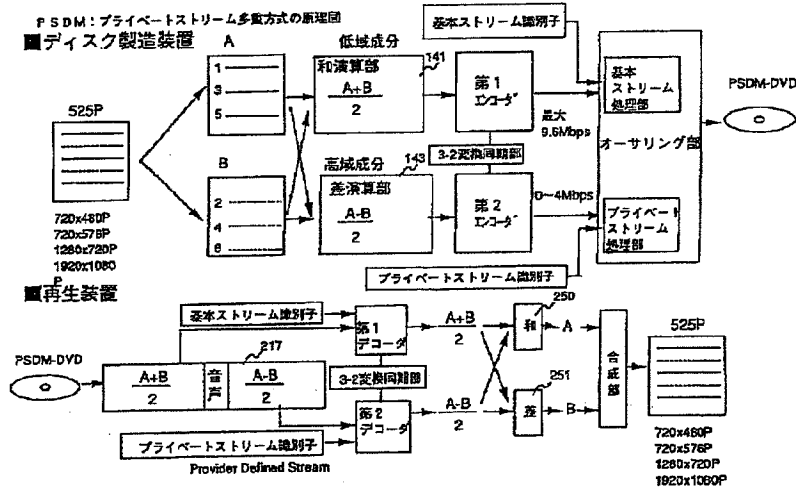 PSDM:プライベートストリーム多重方式の原理図
■ディスク製造装置
A
低域成分
基本ストリーム識別子
525P
1
3
5
和演算部
A+B
2
141
第1
エンコーダ
最大
9.6Mbps
基本
ストリーム
処理部
オーサリング部
PSDM-DVD
3-2変換同期部
B
高域成分
143
2
4
6
差演算部
A-B
2
第2
エンコーダ
0~4Mbps
プライベート
ストリーム
処理部
720x480P
720x576P
1280x720P
1920x1080
P
プライベートストリーム識別子
■再生装置
基本ストリーム識別子
PSDM-DVD
217
A+B
2
音声
A-B
2
第1
デコーダ
3-2変換同期部
第2
デコーダ
A+B
2
A-B
2
250
和
A
251
差
B
合成部
525P
プライベートストリーム識別子
Provider Defined Stream
720x480P
720x576P
1280x720P
1920x1080P